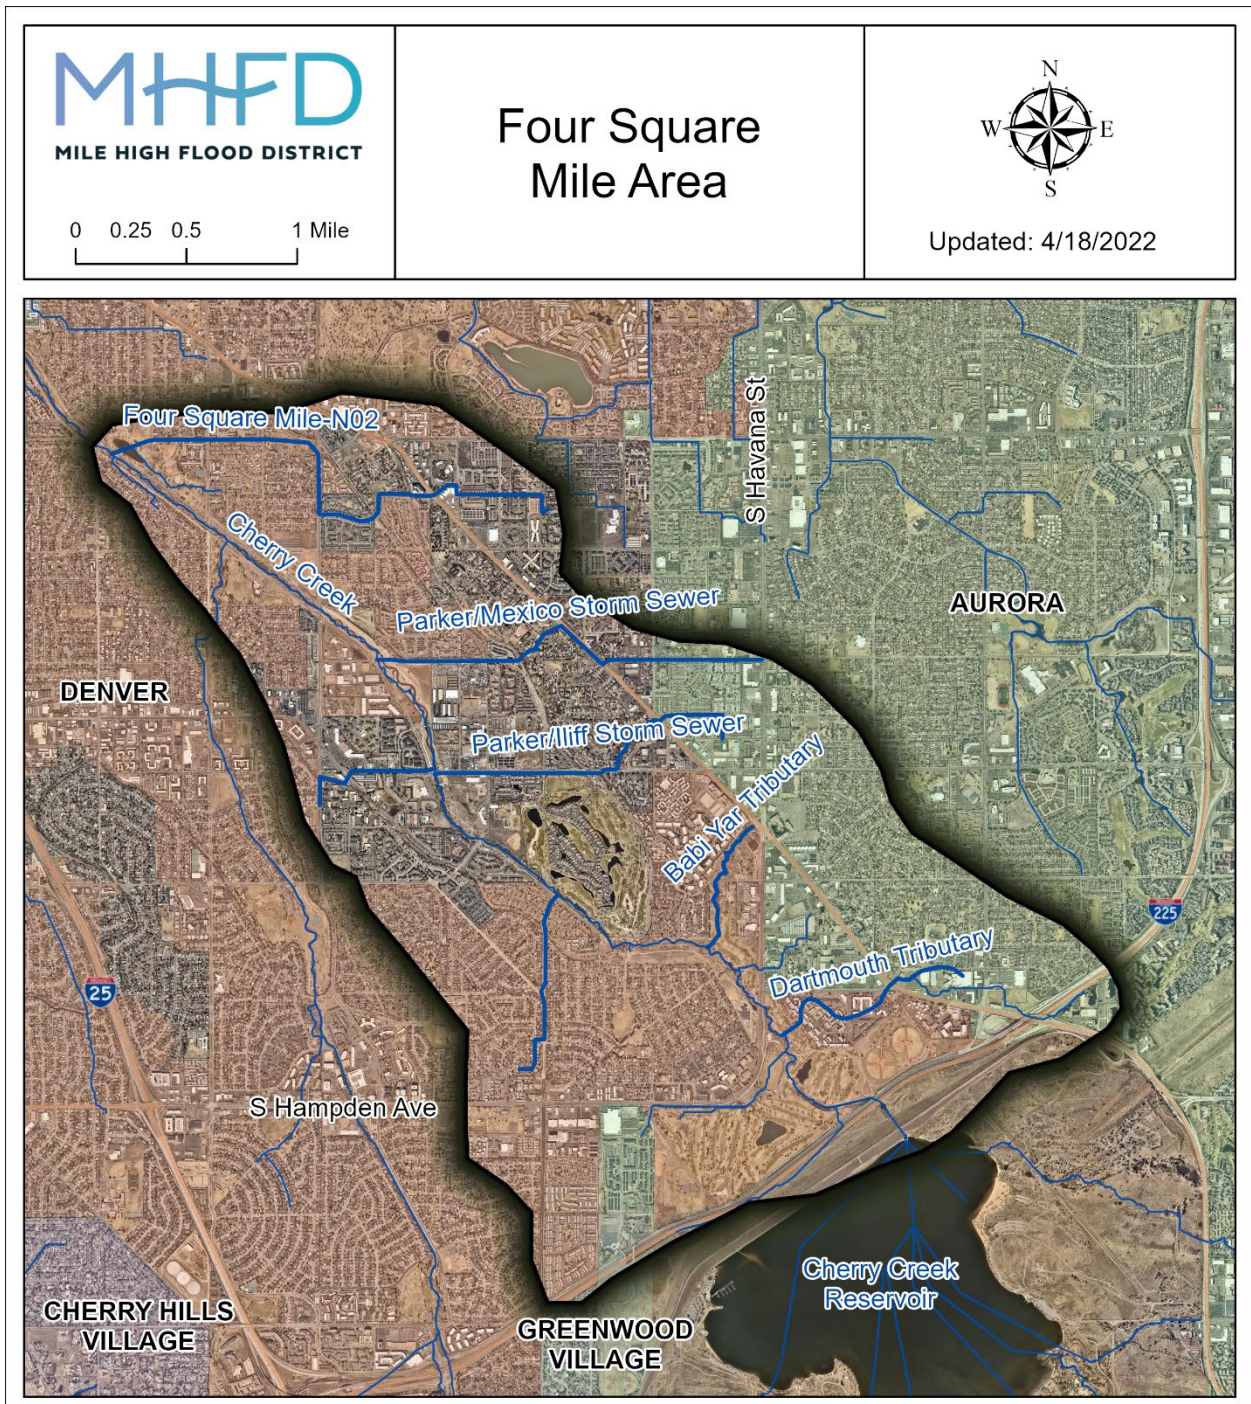 MHFD
MILE HIGH FLOOD DISTRICT
0 0.25 0.5 1 Mile
Four Square
Mile Area
N
W E
S
Updated: 4/18/2022
Four Square Mile-N02
S Havana St
Cherry Creek
Parker/Mexico Storm Sewer
AURORA
DENVER
Parker/Iliff Storm Sewer
Babi Yar Tributary
225
Dartmouth Tributary
25
S Hampden Ave
Cherry Creek
Reservoir
CHERRY HILLS
VILLAGE
GREENWOOD
VILLAGE